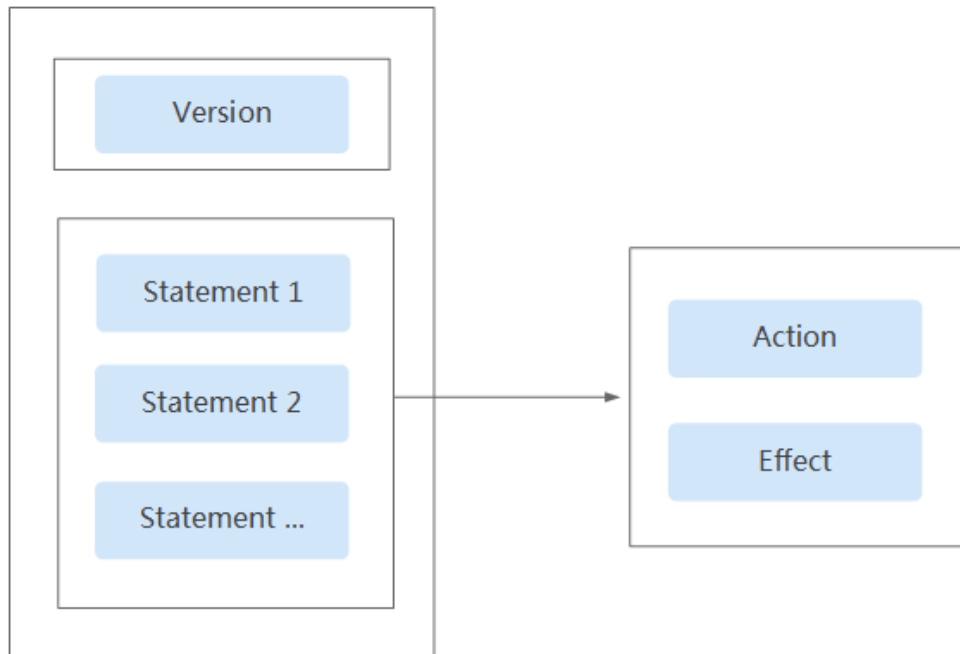 Version
Statement 1
Statement 2
Statement ...
Action
Effect